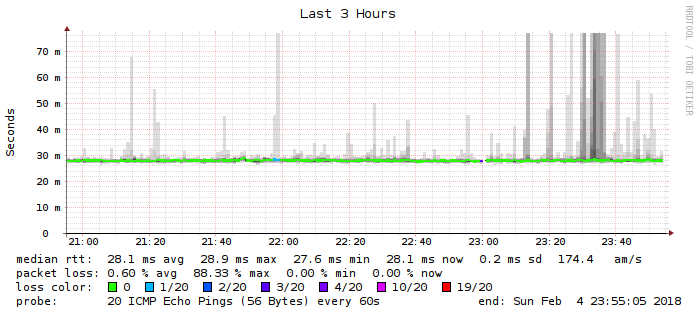 Last 3 Hours
RRDTOOL / TOBI OETIKER
Seconds
70 m
60 m
50 m
40 m
30 m
20 m
10 m
0
21:00 21:20 21:40 22:00 22:20 22:40 23:00 23:20 23:40
median rtt: 28.1 ms avg 28.9 ms max 27.6 ms min 28.1 ms now 0.2 ms sd 174.4 am/s
packet loss: 0.60 % avg 88.33 % max 0.00 % min 0.00 % now
loss color: 0 1/20 2/20 3/20 4/20 10/20 19/20
probe: 20 ICMP Echo Pings (56 Bytes) every 60s end: Sun Feb 4 23:55:05 2018